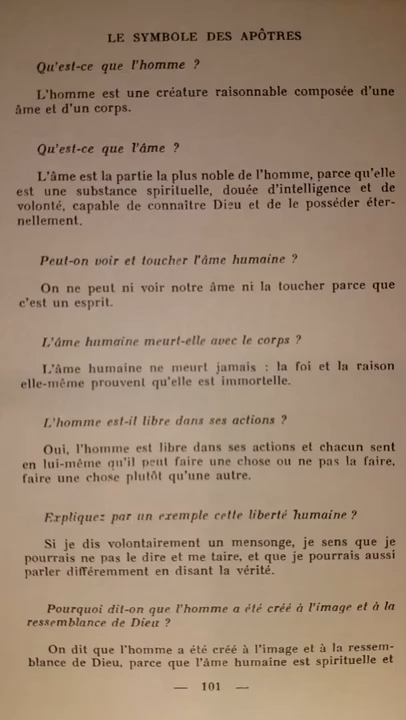 LE SYMBOLE DES APÔTRES
Qu'est-ce que l'homme ?
L'homme est une créature raisonnable composée d'une
âme et d'un corps.
Qu'est-ce que l'âme ?
L'âme est la partie la plus noble de l'homme, parce qu'elle
est une substance spirituelle, douée d'intelligence et de
volonté, capable de connaître Dieu et de le posséder éter-
nellement.
Peut-on voir et toucher l'âme humaine ?
On ne peut ni voir notre âme ni la toucher parce que
c'est un esprit.
L'âme humaine meurt-elle avec le corps ?
L'âme humaine ne meurt jamais : la foi et la raison
elle-même prouvent qu'elle est immortelle.
L'homme est-il libre dans ses actions ?
Oui, l'homme est libre dans ses actions et chacun sent
en lui-même qu'il peut faire une chose ou ne pas la faire,
faire une chose plutôt qu'une autre.
Expliquez par un exemple cette liberté humaine ?
Si je dis volontairement un mensonge, je sens que je
pourrais ne pas le dire et me taire, et que je pourrais aussi
parler différemment en disant la vérité.
Pourquoi dit-on que l'homme a été créé à l'image et à la
ressemblance de Dieu ?
On dit que l'homme a été créé à l'image et à la ressem-
blance de Dieu, parce que l'âme humaine est spirituelle et
— 101 —